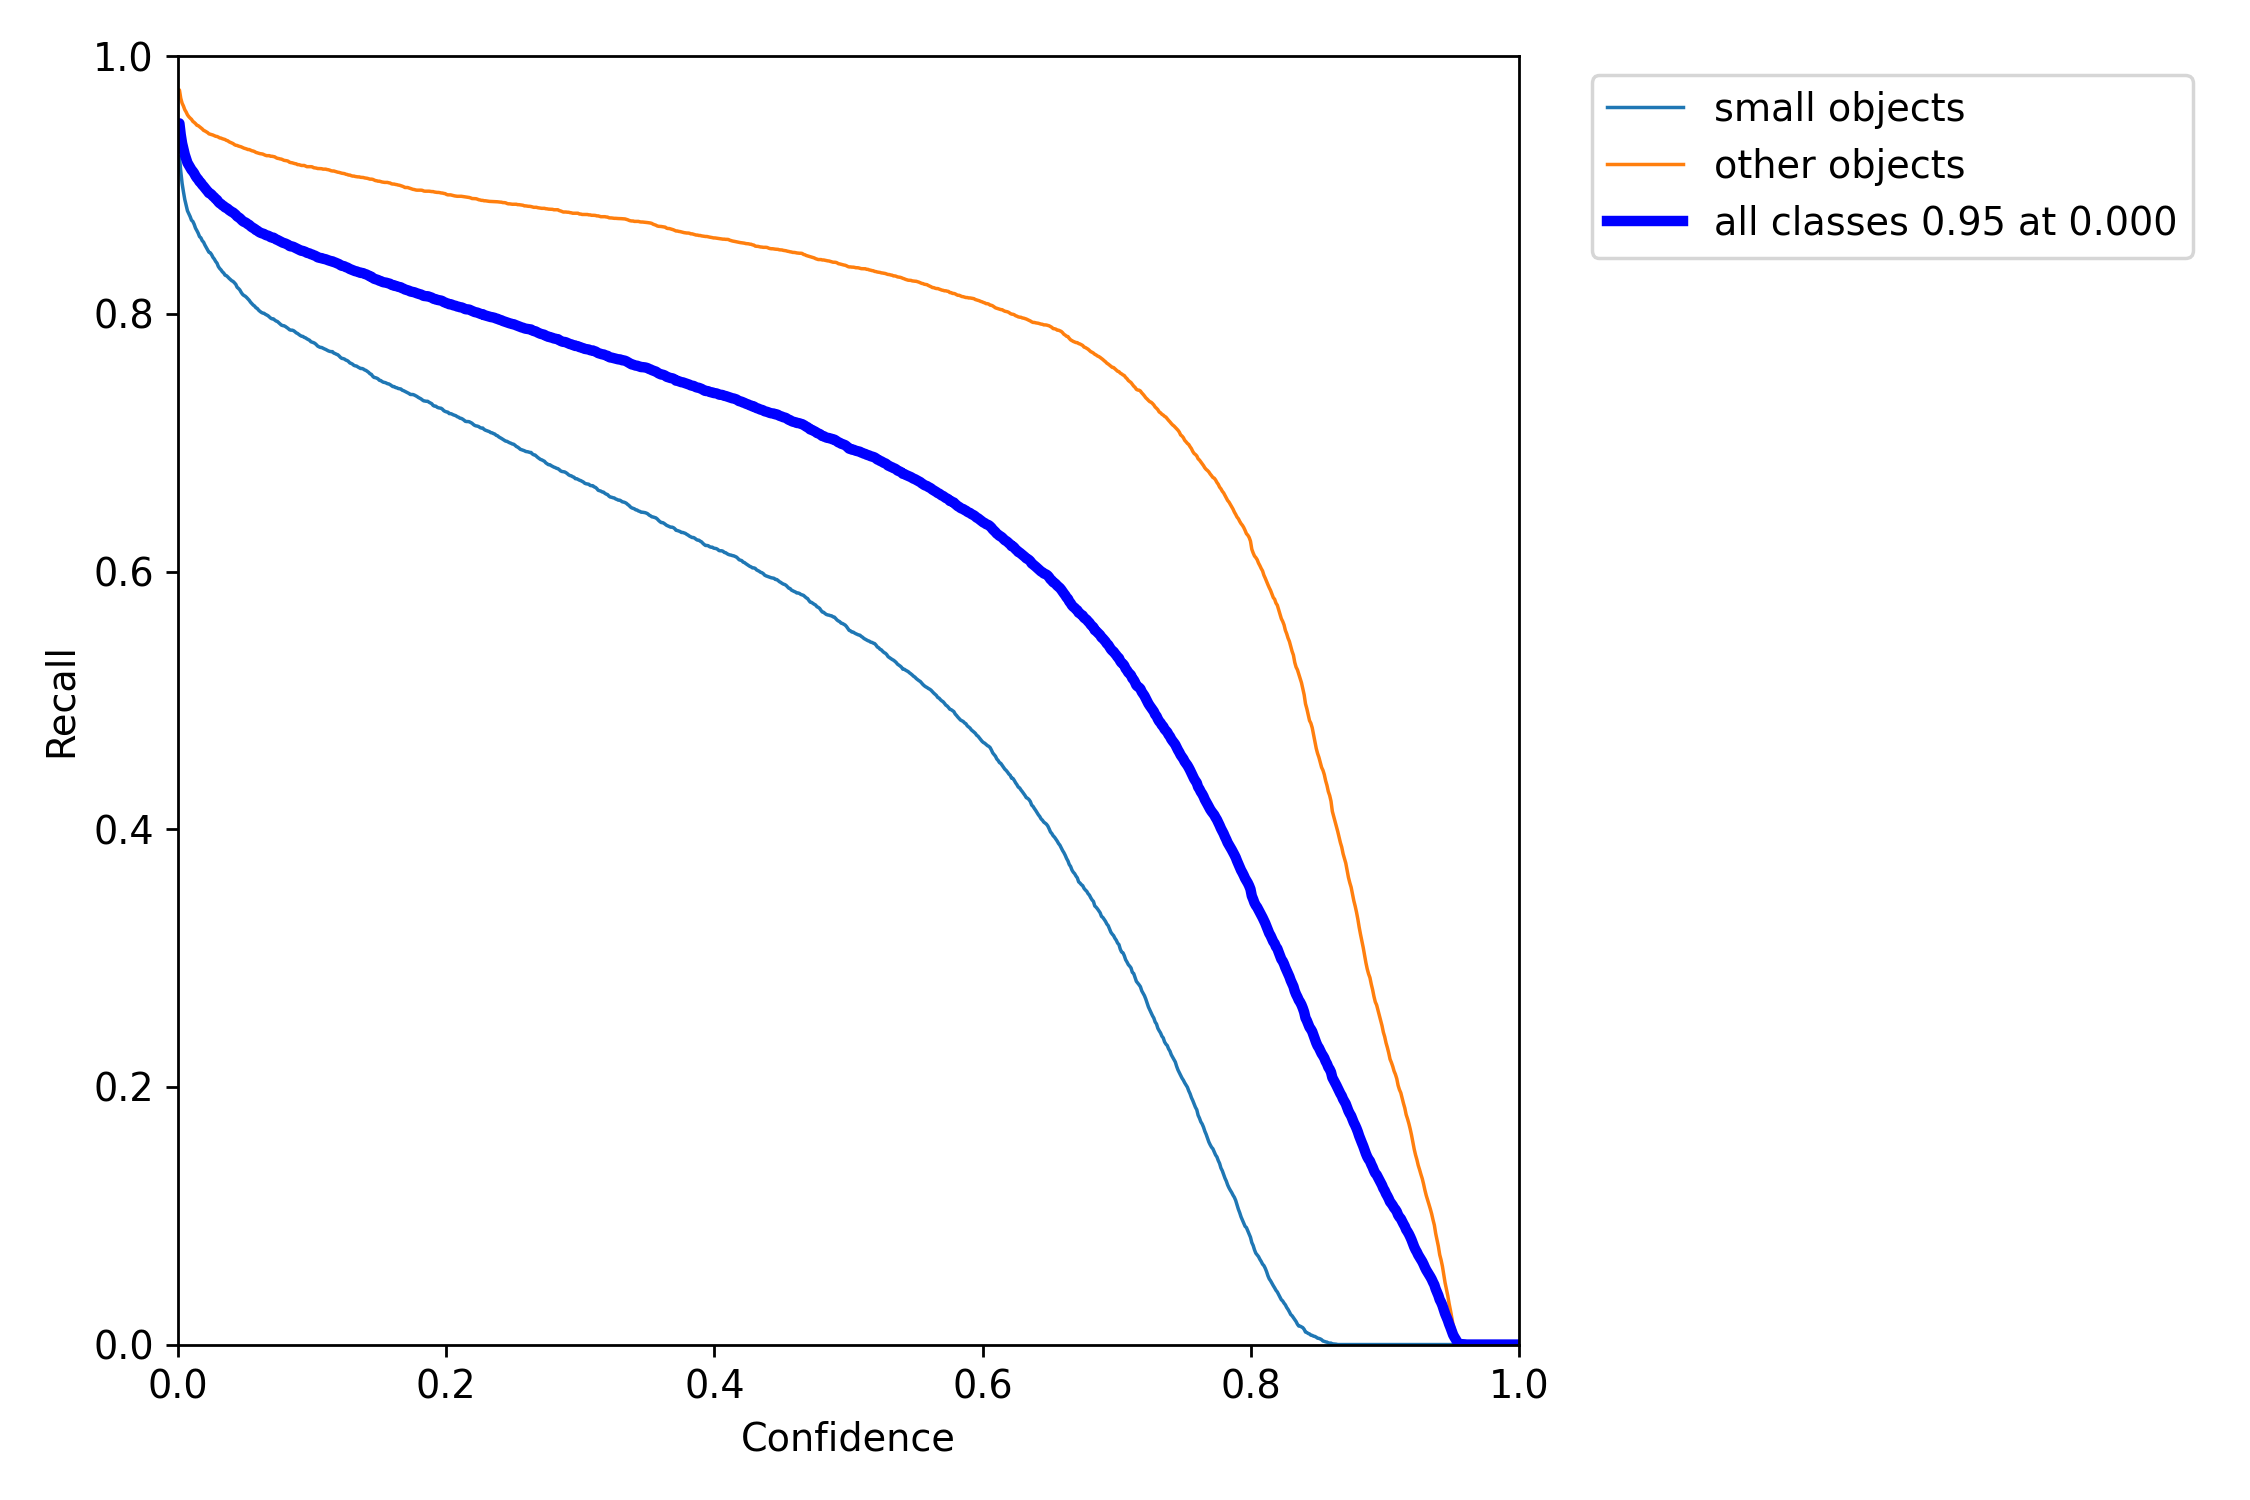 1.0
0.8
0.6
0.4
0.2
0.0
Recall
0.0 0.2 0.4 0.6 0.8 1.0
Confidence
small objects
other objects
all classes 0.95 at 0.000